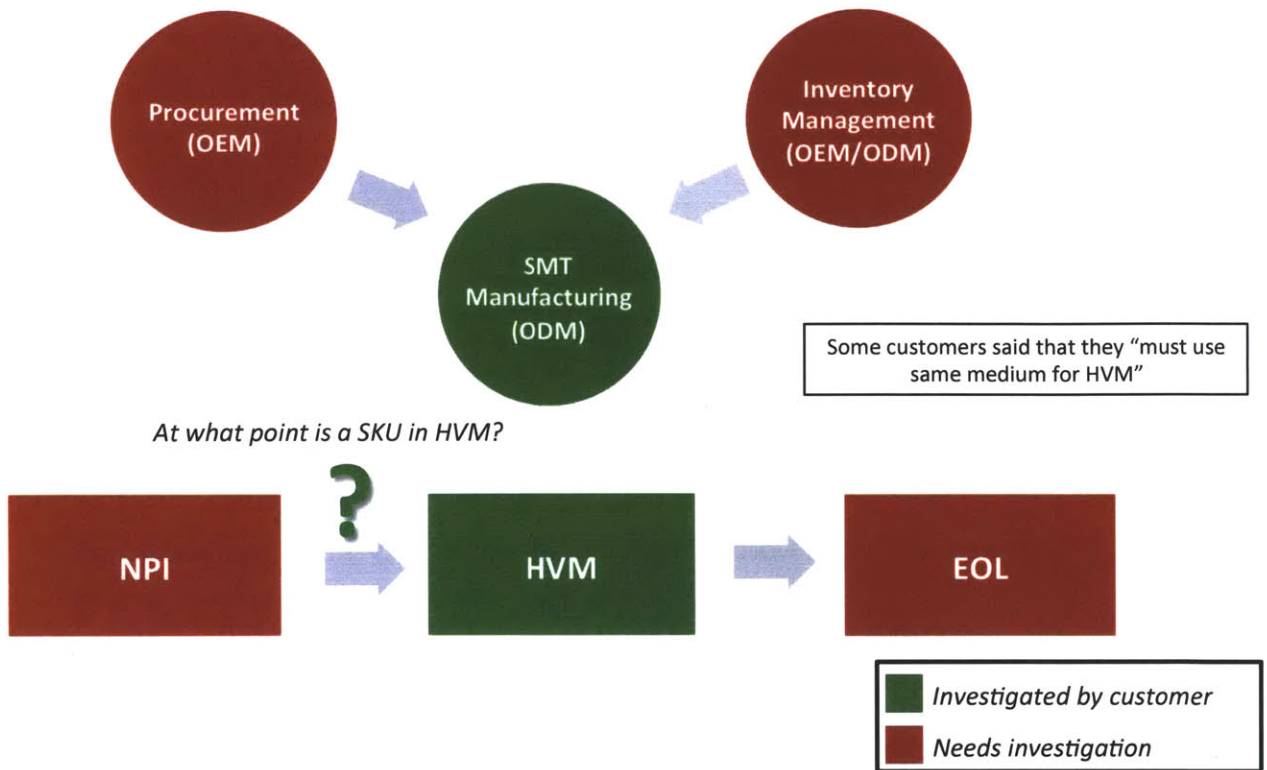 Procurement
(OEM)
Inventory
Management
(OEM/ODM)
SMT
Manufacturing
(ODM)
Some customers said that they “must use
same medium for HVM”
At what point is a SKU in HVM?
?
NPI
HVM
EOL
Investigated by customer
Needs investigation